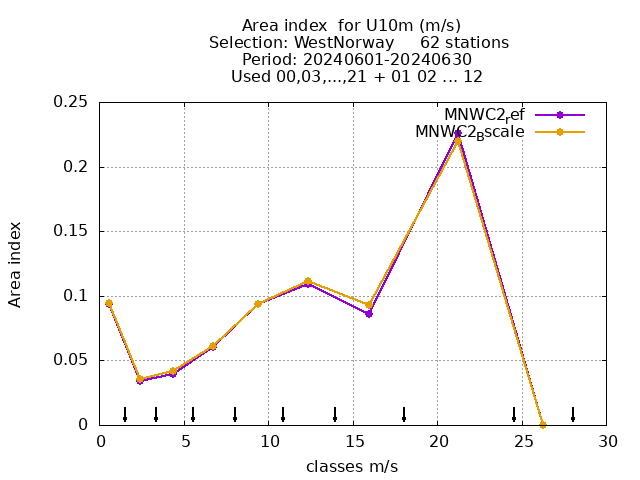 Area index  for U10m (m/s)
Selection: WestNorway     62 stations
Period: 20240601-20240630
Used 00,03,...,21 + 01 02 ... 12
MNWC2ref
MNWC2Bscale
0.25
0.2
0.15
0.1
0.05
0
Area index
0 5 10 15 20 25 30
classes m/s